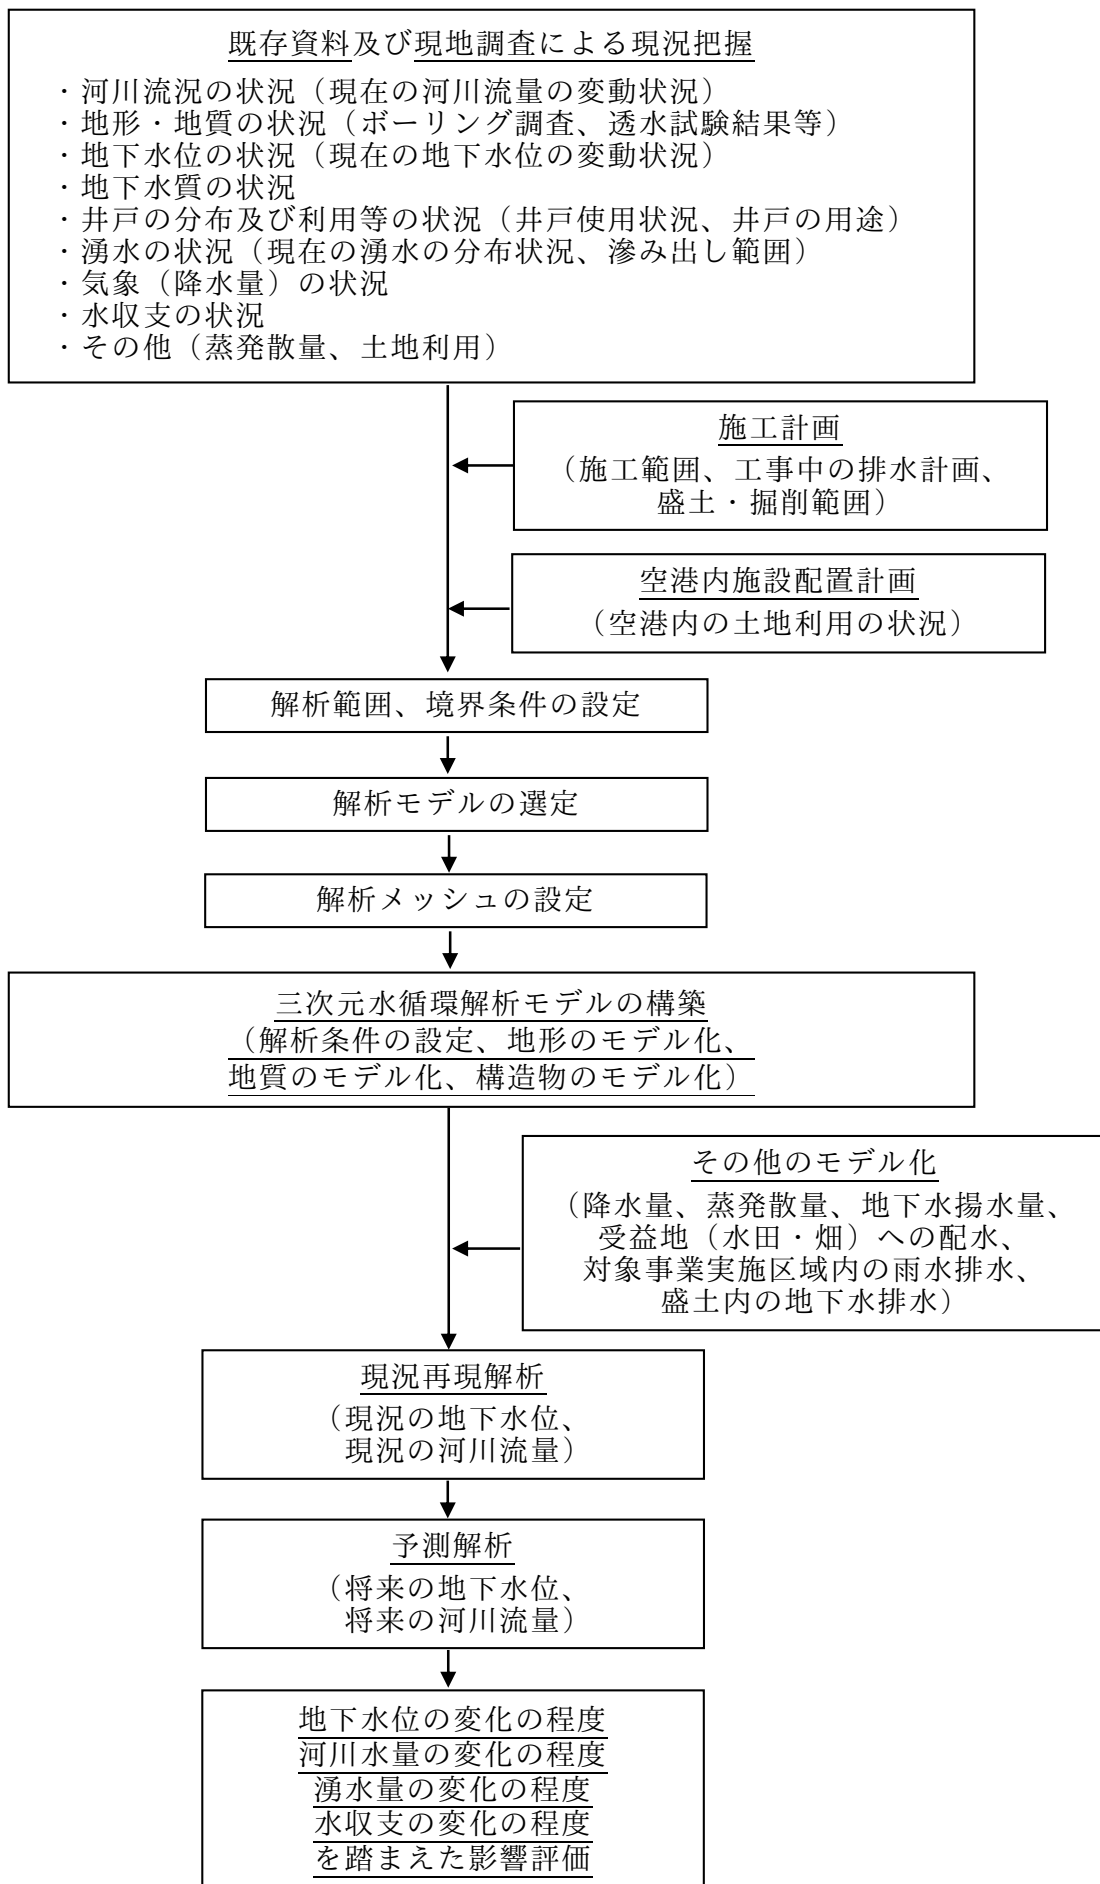 既存資料及び現地調査による現況把握
・河川流況の状況（現在の河川流量の変動状況）
・地形・地質の状況（ボーリング調査、透水試験結果等）
・地下水位の状況（現在の地下水位の変動状況）
・地下水質の状況
・井戸の分布及び利用等の状況（井戸使用状況、井戸の用途）
・湧水の状況（現在の湧水の分布状況、滲み出し範囲）
・気象（降水量）の状況
・水収支の状況
・その他（蒸発散量、土地利用）
施工計画
（施工範囲、工事中の排水計画、
盛土・掘削範囲）
空港内施設配置計画
（空港内の土地利用の状況）
解析範囲、境界条件の設定
解析モデルの選定
解析メッシュの設定
三次元水循環解析モデルの構築
（解析条件の設定、地形のモデル化、
地質のモデル化、構造物のモデル化）
その他のモデル化
（降水量、蒸発散量、地下水揚水量、
受益地（水田・畑）への配水、
対象事業実施区域内の雨水排水、
盛土内の地下水排水）
現況再現解析
（現況の地下水位、
現況の河川流量）
予測解析
（将来の地下水位、
将来の河川流量）
地下水位の変化の程度
河川水量の変化の程度
湧水量の変化の程度
水収支の変化の程度
を踏まえた影響評価